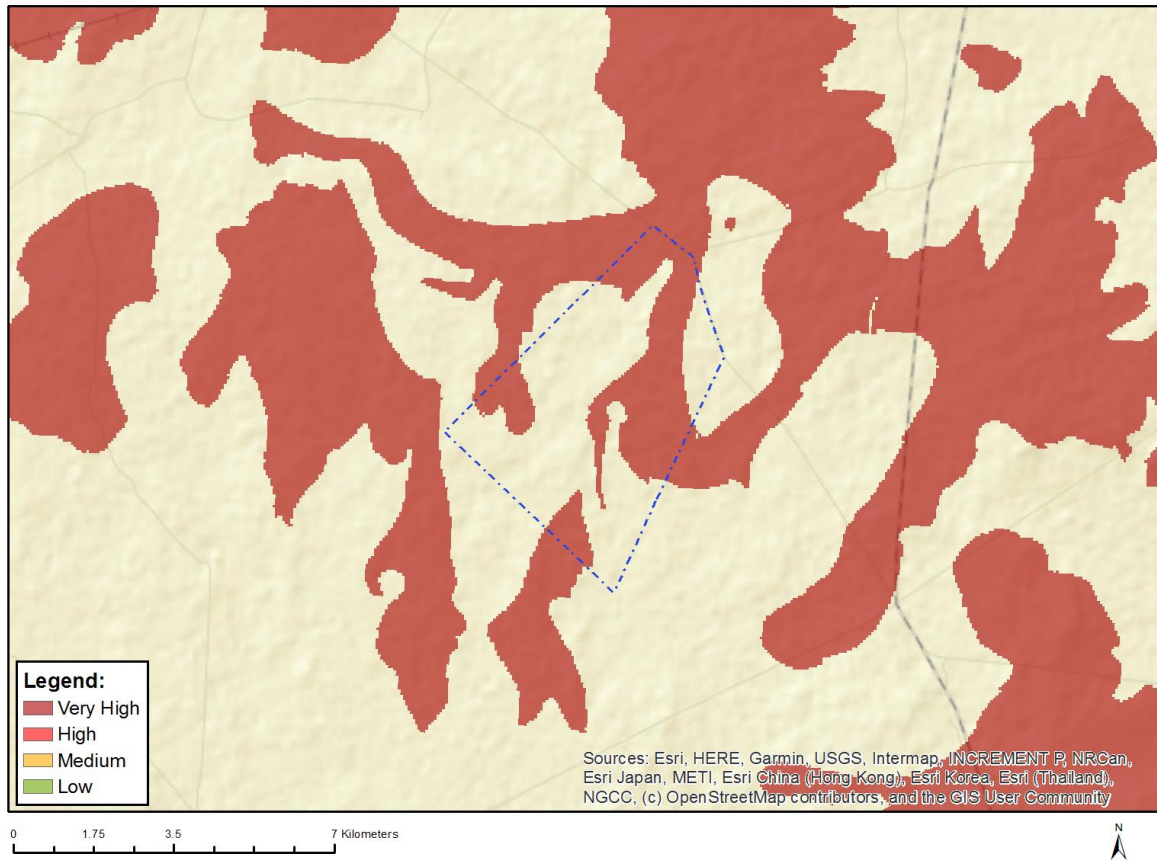 Legend:
Very High
High
Medium
Low
Sources: Esri, HERE, Garmin, USGS, Intermap, INCREMENT P, NRCan,
Esri Japan, METI, Esri China (Hong Kong), Esri Korea, Esri (Thailand),
NGCC, (c) OpenStreetMap contributors, and the GIS User Community
0 1.75 3.5 7 Kilometers
N